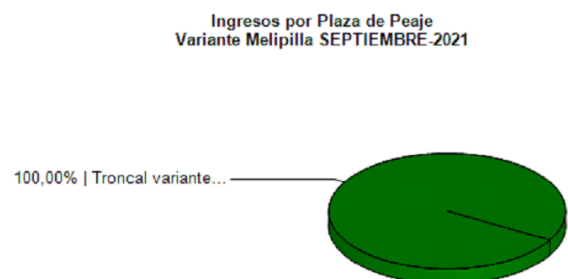 Ingresos por Plaza de Peaje
Variante Melipilla SEPTIEMBRE-2021
100,00% | Troncal variante...